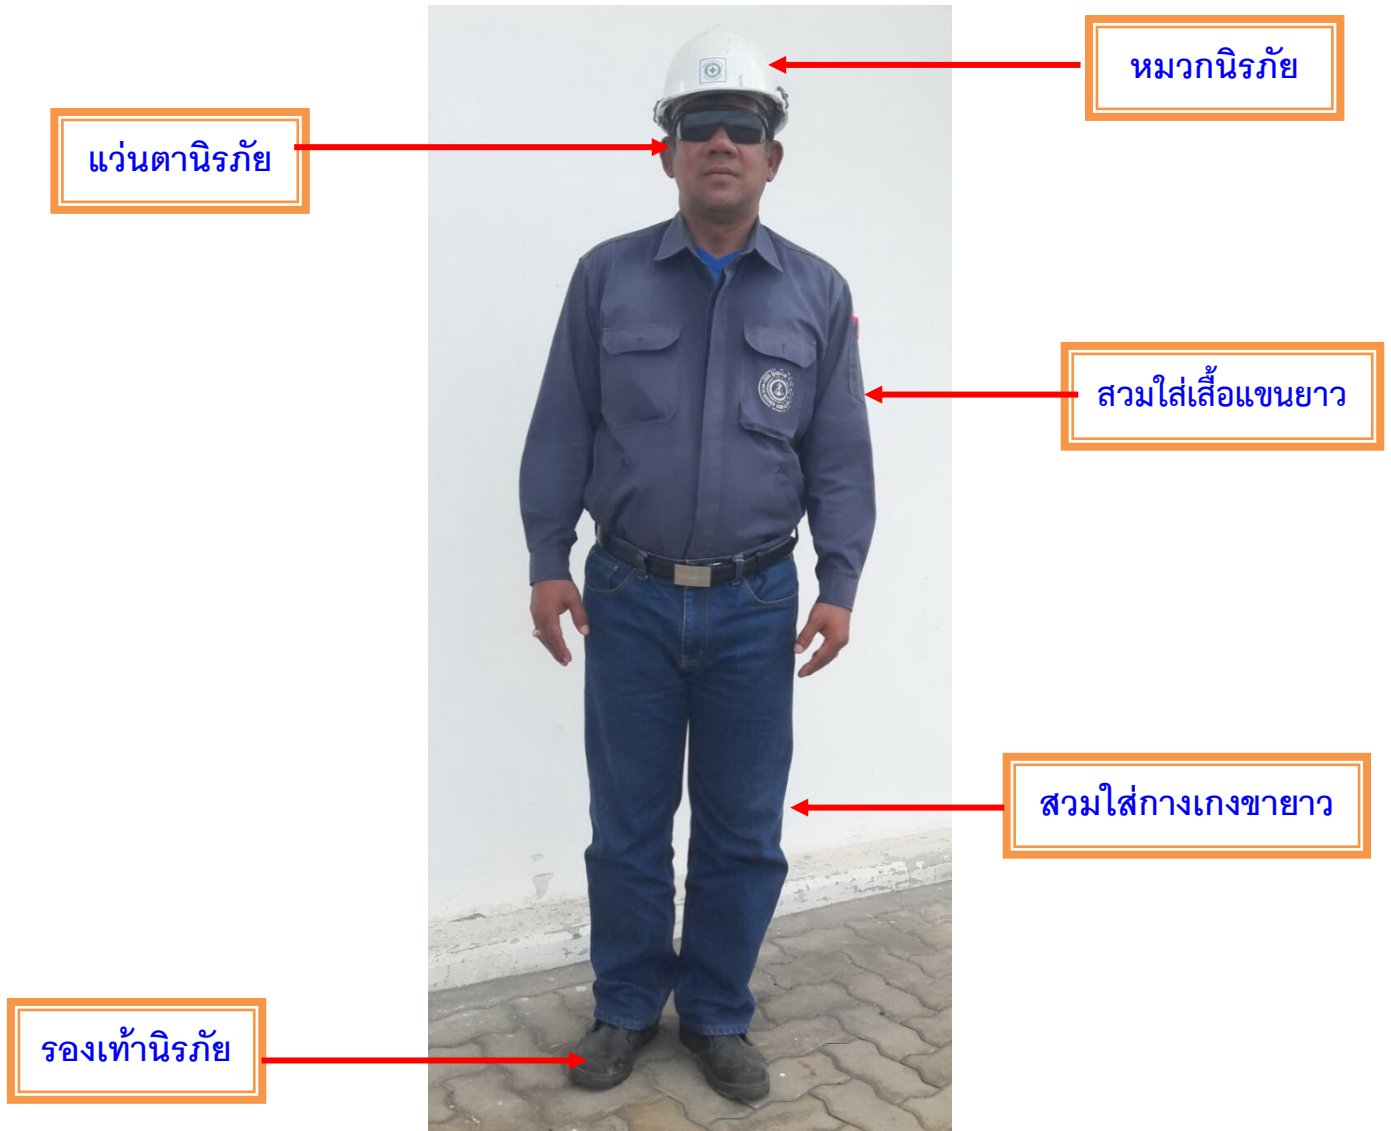 หมวกนิรภัย
แว่นตานิรภัย
สวมใส่เสื้อแขนยาว
สวมใส่กางเกงขายาว
รองเท้านิรภัย